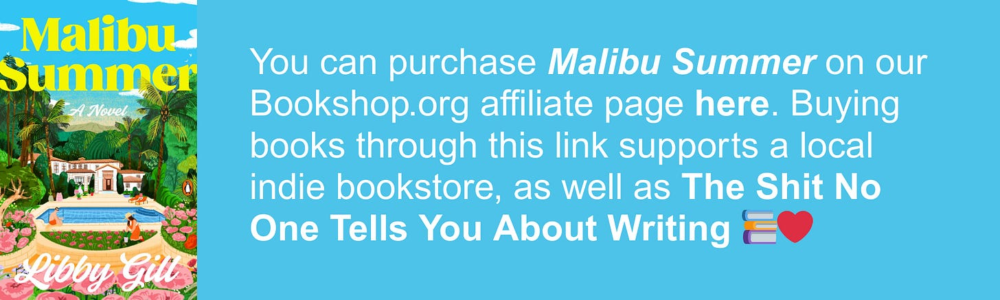 Malibu
Summer
A Novel
Libby Gill
You can purchase Malibu Summer on our
Bookshop.org affiliate page here. Buying
books through this link supports a local
indie bookstore, as well as The Shit No
One Tells You About Writing 📚❤️